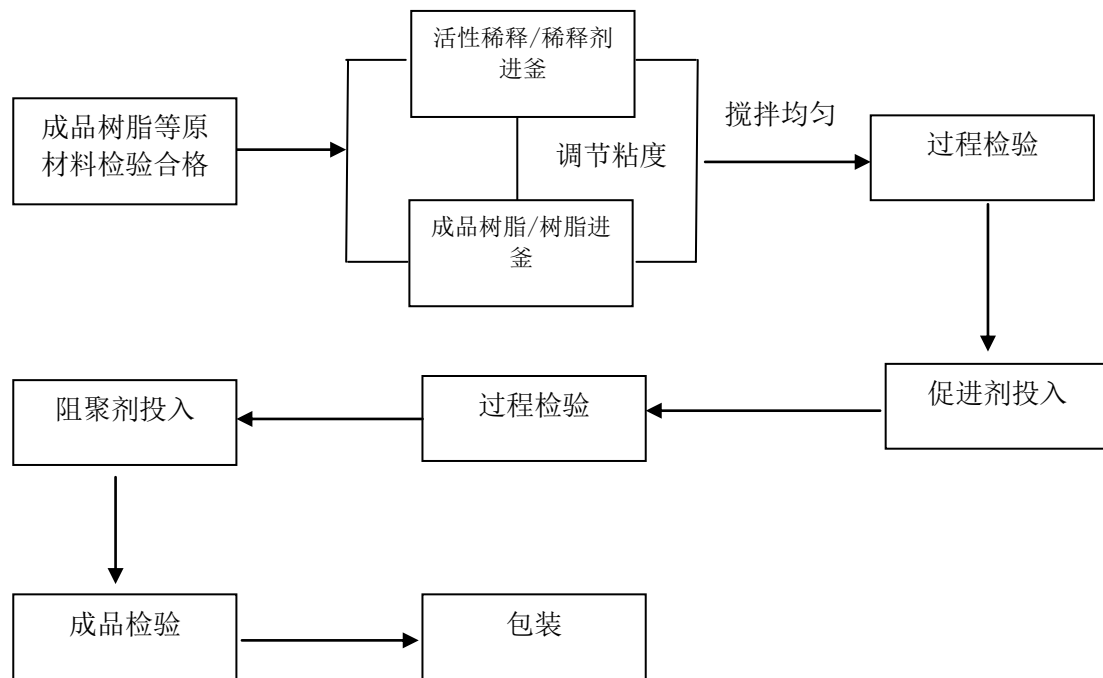 活性稀释/稀释剂
进釜
成品树脂等原
材料检验合格
调节粘度
搅拌均匀
过程检验
成品树脂/树脂进
釜
促进剂投入
过程检验
阻聚剂投入
成品检验
包装